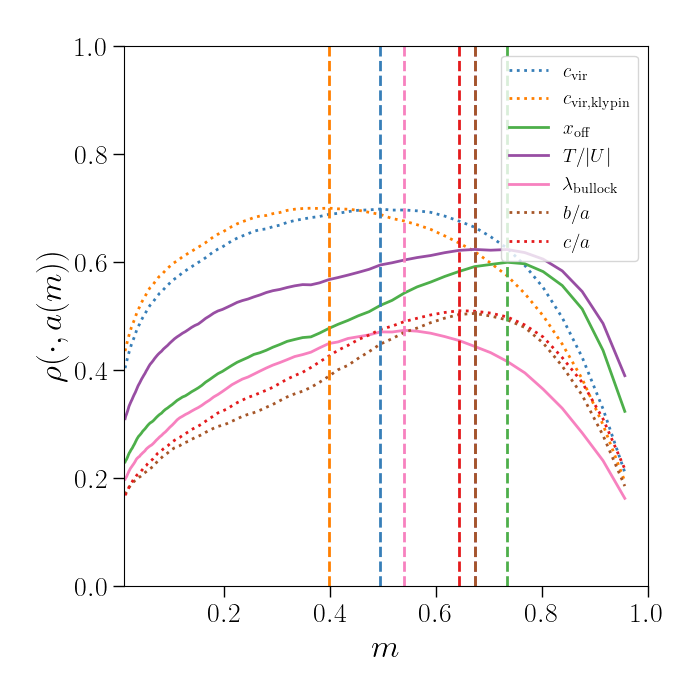 1.0
0.8
0.6
0.4
0.2
0.0
ρ(·, a(m))
0.2 0.4 0.6 0.8 1.0
m
c_vir
c_vir,klypin
x_off
T/|U|
λ_bullock
b/a
c/a